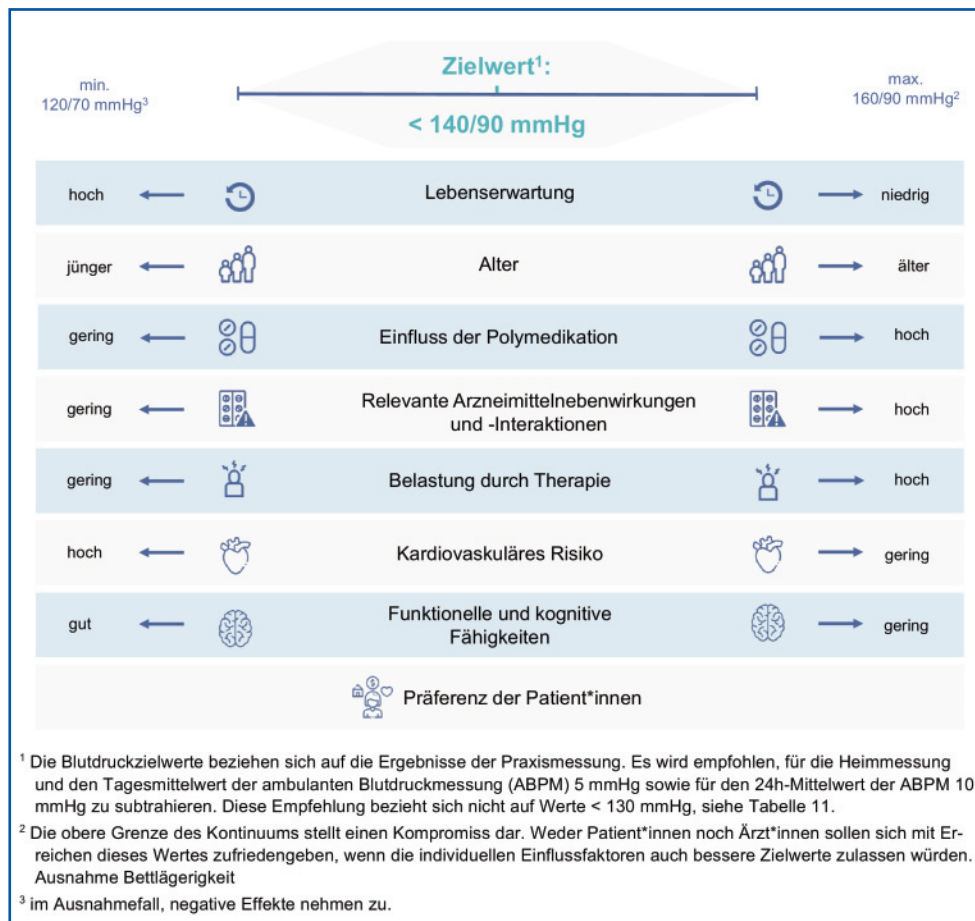 Zielwert¹:
min.
120/70 mmHg³
max.
160/90 mmHg²
< 140/90 mmHg
hoch
Lebenserwartung
niedrig
jünger
Alter
älter
gering
Einfluss der Polymedikation
hoch
gering
Relevante Arzneimittelnebenwirkungen
und -Interaktionen
hoch
gering
Belastung durch Therapie
hoch
hoch
Kardiovaskuläres Risiko
gering
gut
Funktionelle und kognitive
Fähigkeiten
gering
Präferenz der Patient*innen
¹ Die Blutdruckzielwerte beziehen sich auf die Ergebnisse der Praxismessung. Es wird empfohlen, für die Heimmessung
und den Tagesmittelwert der ambulanten Blutdruckmessung (ABPM) 5 mmHg sowie für den 24h-Mittelwert der ABPM 10
mmHg zu subtrahieren. Diese Empfehlung bezieht sich nicht auf Werte < 130 mmHg, siehe Tabelle 11.
² Die obere Grenze des Kontinuums stellt einen Kompromiss dar. Weder Patient*innen noch Ärzt*innen sollen sich mit Er-
reichen dieses Wertes zufriedengeben, wenn die individuellen Einflussfaktoren auch bessere Zielwerte zulassen würden.
Ausnahme Bettlägerigkeit
³ im Ausnahmefall, negative Effekte nehmen zu.